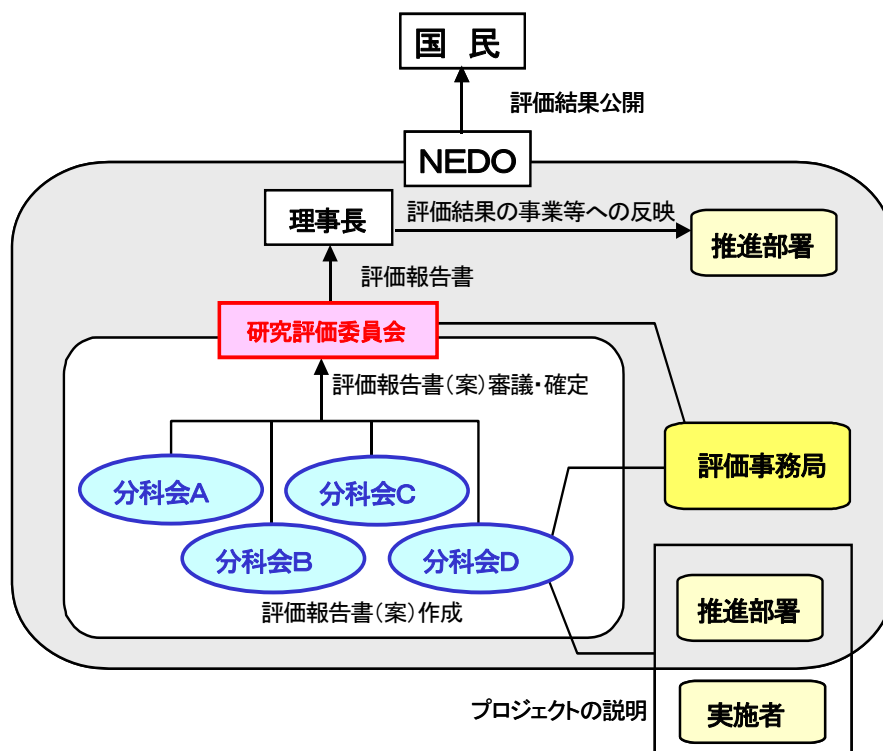 国 民
評価結果公開
NEDO
理事長
評価結果の事業等への反映
推進部署
評価報告書
研究評価委員会
評価報告書(案)審議・確定
評価事務局
分科会A
分科会C
分科会B
分科会D
評価報告書(案)作成
推進部署
プロジェクトの説明
実施者